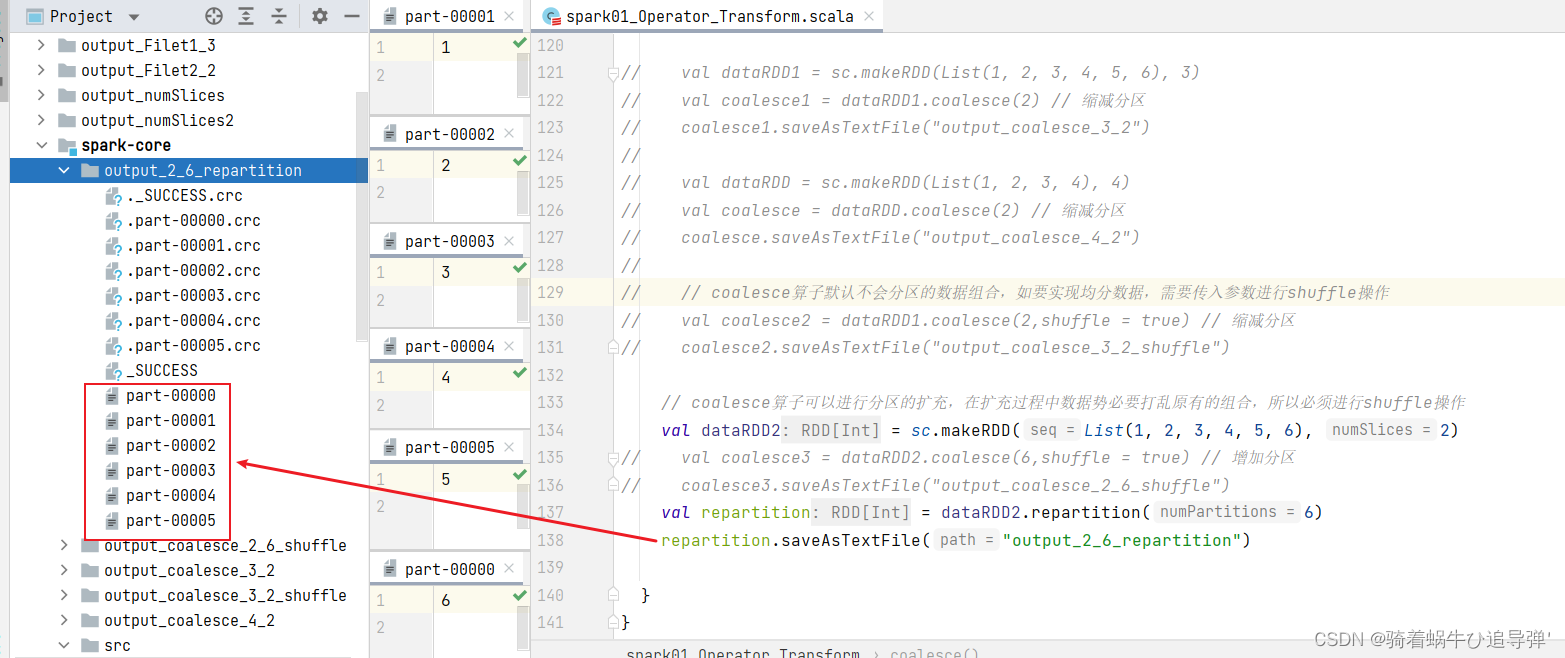 Project
output_Filet1_3
output_Filet2_2
output_numSlices
output_numSlices2
spark-core
output_2_6_repartition
._SUCCESS.crc
.part-00000.crc
.part-00001.crc
.part-00002.crc
.part-00003.crc
.part-00004.crc
.part-00005.crc
_SUCCESS
part-00000
part-00001
part-00002
part-00003
part-00004
part-00005
output_coalesce_2_6_shuffle
output_coalesce_3_2
output_coalesce_3_2_shuffle
output_coalesce_4_2
src
part-00001
1 1
2
part-00002
1 2
2
part-00003
1 3
2
part-00004
1 4
2
part-00005
1 5
2
part-00000
1 6
2
spark01_Operator_Transform.scala
120
121 // val dataRDD1 = sc.makeRDD(List(1, 2, 3, 4, 5, 6), 3)
122 // val coalesce1 = dataRDD1.coalesce(2) // 缩减分区
123 // coalesce1.saveAsTextFile("output_coalesce_3_2")
124 //
125 // val dataRDD = sc.makeRDD(List(1, 2, 3, 4), 4)
126 // val coalesce = dataRDD.coalesce(2) // 缩减分区
127 // coalesce.saveAsTextFile("output_coalesce_4_2")
128 //
129 // // coalesce算子默认不会分区的数据组合，如要实现均分数据，需要传入参数进行shuffle操作
130 // val coalesce2 = dataRDD1.coalesce(2,shuffle = true) // 缩减分区
131 // coalesce2.saveAsTextFile("output_coalesce_3_2_shuffle")
132
133 // coalesce算子可以进行分区的扩充，在扩充过程中数据势必要打乱原有的组合，所以必须进行shuffle操作
134 val dataRDD2: RDD[Int] = sc.makeRDD( seq = List(1, 2, 3, 4, 5, 6), numSlices = 2)
135 // val coalesce3 = dataRDD2.coalesce(6,shuffle = true) // 增加分区
136 // coalesce3.saveAsTextFile("output_coalesce_2_6_shuffle")
137 val repartition: RDD[Int] = dataRDD2.repartition( numPartitions = 6)
138 repartition.saveAsTextFile( path = "output_2_6_repartition")
139
140 }
141 }
spark01_Operator_Transform › coalesce()
CSDN @骑着蜗牛ひ追导弹'